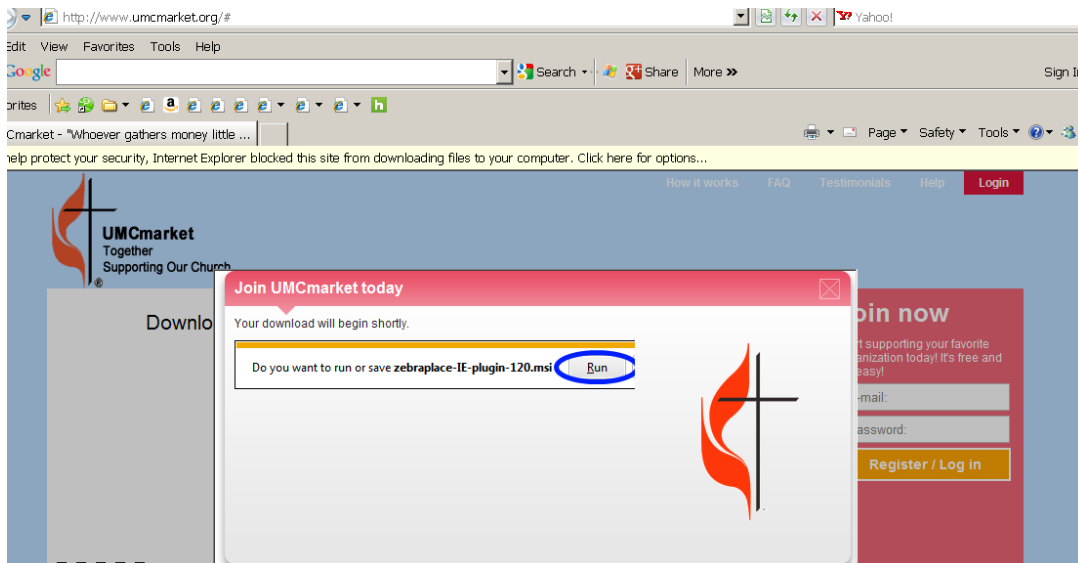 http://www.umcmarket.org/#
Yahoo!
Edit View Favorites Tools Help
Google Search Share More »
Sign I
orites
Cmarket - "Whoever gathers money little ...
Page Safety Tools
help protect your security, Internet Explorer blocked this site from downloading files to your computer. Click here for options...
How it works FAQ Testimonials Help Login
UMCmarket
Together
Supporting Our Church
®
Join UMCmarket today
Your download will begin shortly.
Do you want to run or save zebraplace-IE-plugin-120.msi Run
Downlo
oin now
rt supporting your favorite
anization today! It's free and
easy!
-mail:
assword:
Register / Log in